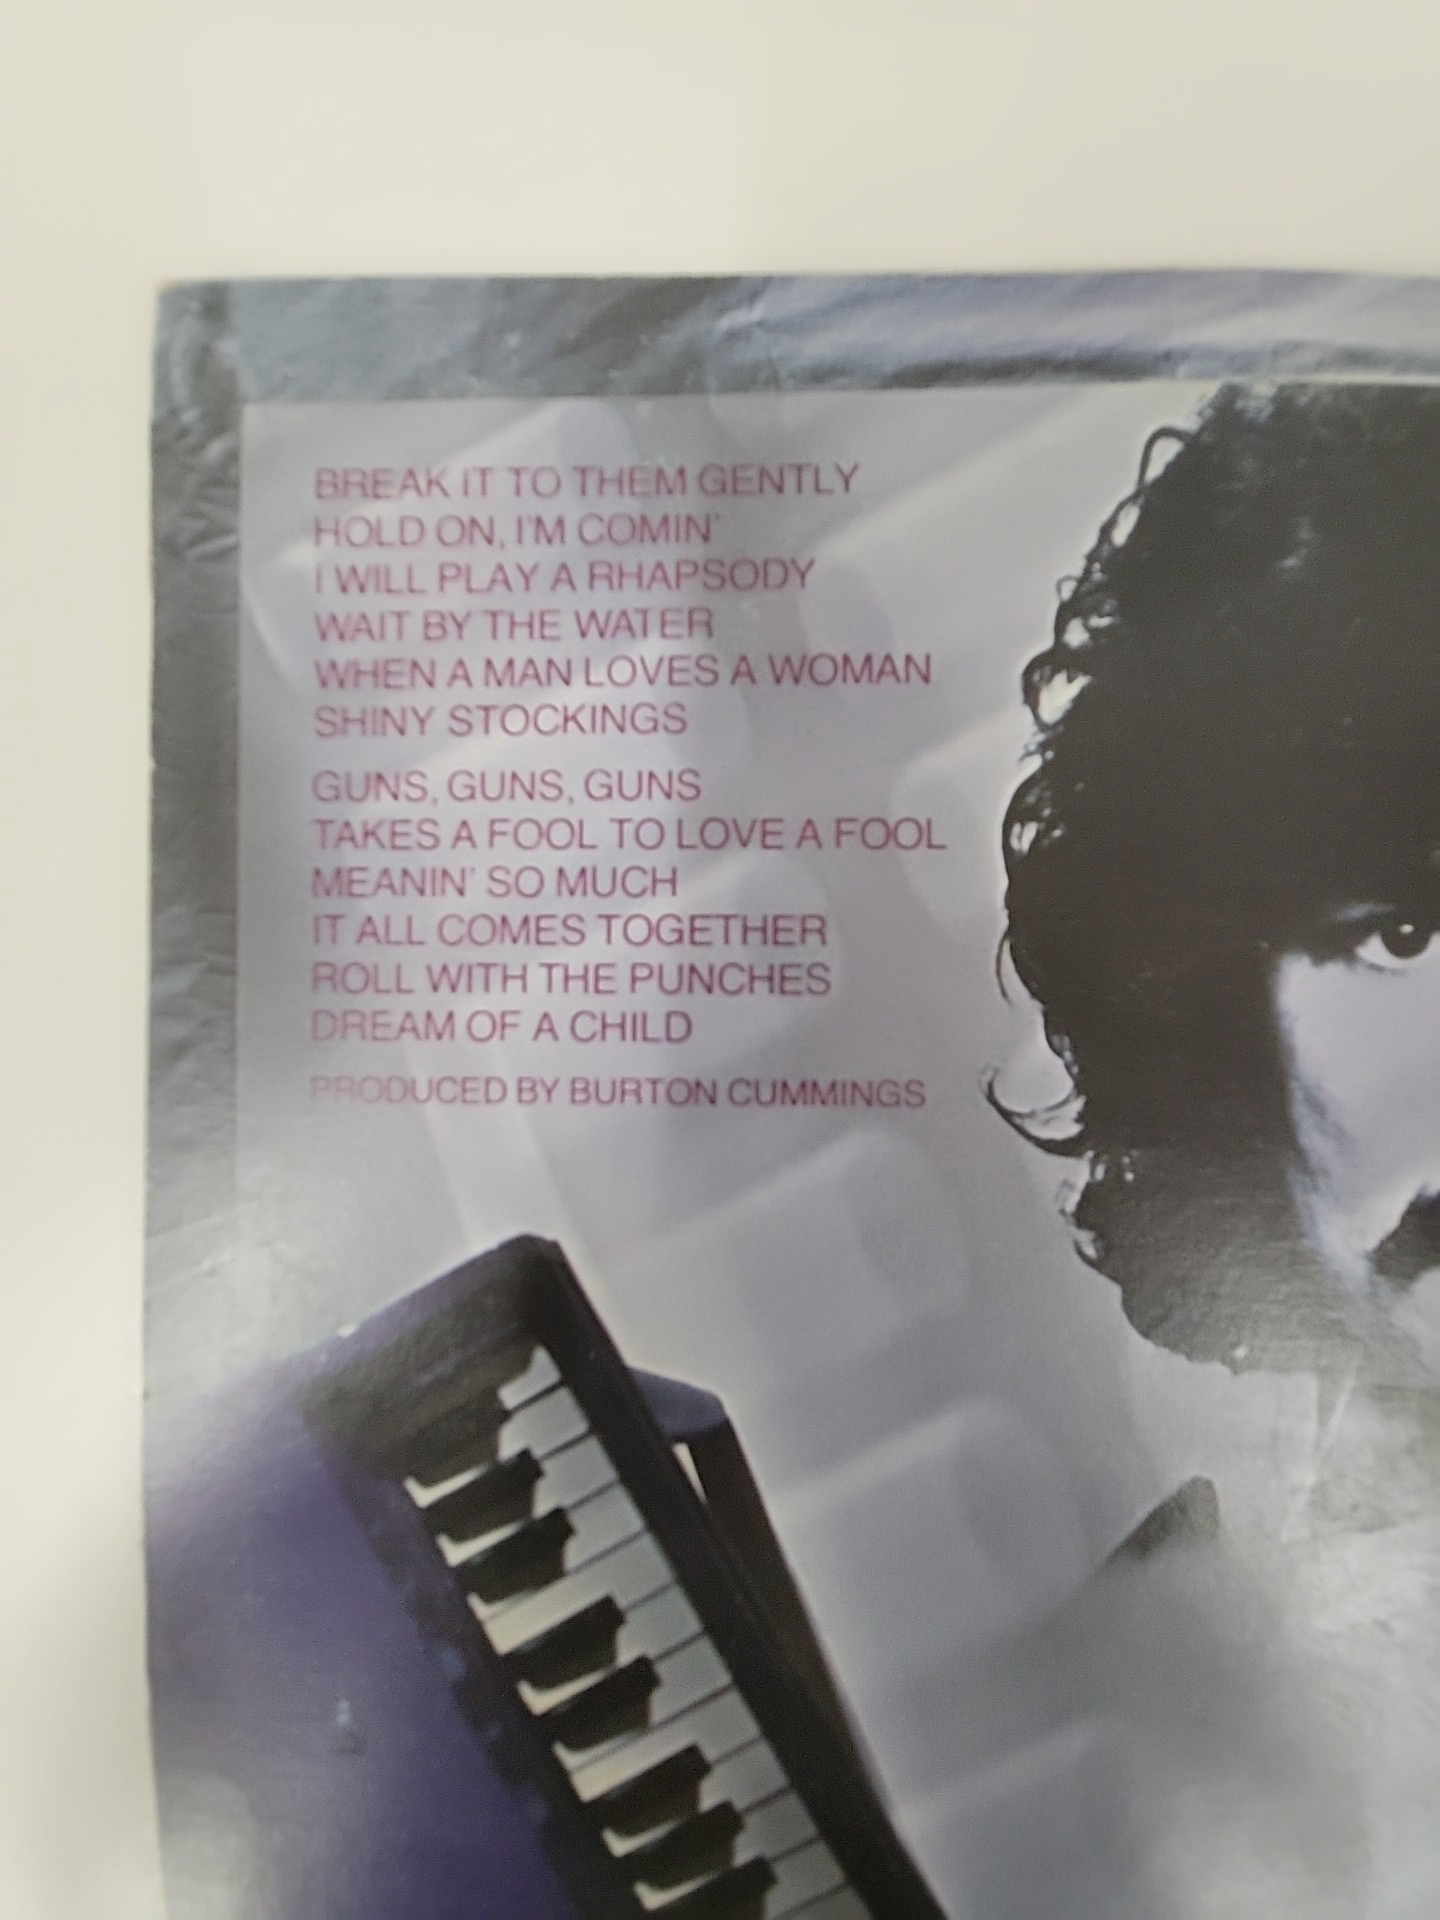 BREAK IT TO THEM GENTLY
HOLD ON, I'M COMIN'
I WILL PLAY A RHAPSODY
WAIT BY THE WATER
WHEN A MAN LOVES A WOMAN
SHINY STOCKINGS
GUNS, GUNS, GUNS
TAKES A FOOL TO LOVE A FOOL
MEANIN' SO MUCH
IT ALL COMES TOGETHER
ROLL WITH THE PUNCHES
DREAM OF A CHILD
PRODUCED BY BURTON CUMMINGS